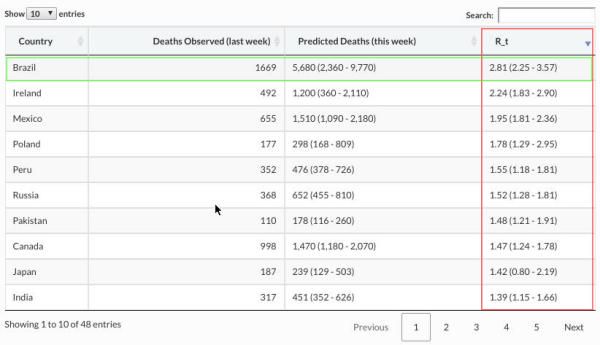 Show 10 entries Search:
Country Deaths Observed (last week) Predicted Deaths (this week) R_t
Brazil 1669 5,680 (2,360 - 9,770) 2.81 (2.25 - 3.57)
Ireland 492 1,200 (360 - 2,110) 2.24 (1.83 - 2.90)
Mexico 655 1,510 (1,090 - 2,180) 1.95 (1.81 - 2.36)
Poland 177 298 (168 - 809) 1.78 (1.29 - 2.95)
Peru 352 476 (378 - 726) 1.55 (1.18 - 1.81)
Russia 368 652 (455 - 810) 1.52 (1.28 - 1.81)
Pakistan 110 178 (116 - 260) 1.48 (1.21 - 1.91)
Canada 998 1,470 (1,180 - 2,070) 1.47 (1.24 - 1.78)
Japan 187 239 (129 - 503) 1.42 (0.80 - 2.19)
India 317 451 (352 - 626) 1.39 (1.15 - 1.66)
Showing 1 to 10 of 48 entries Previous 1 2 3 4 5 Next